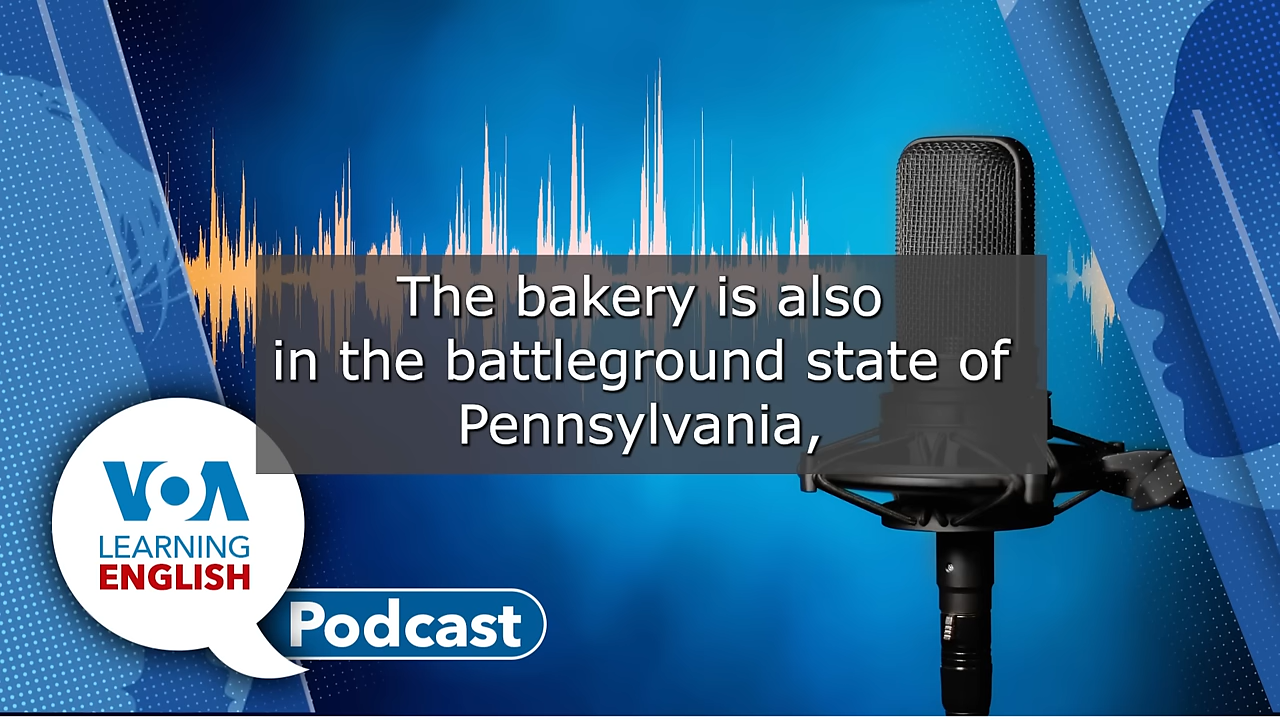 The bakery is also
in the battleground state of
Pennsylvania,
VOA
LEARNING
ENGLISH
Podcast